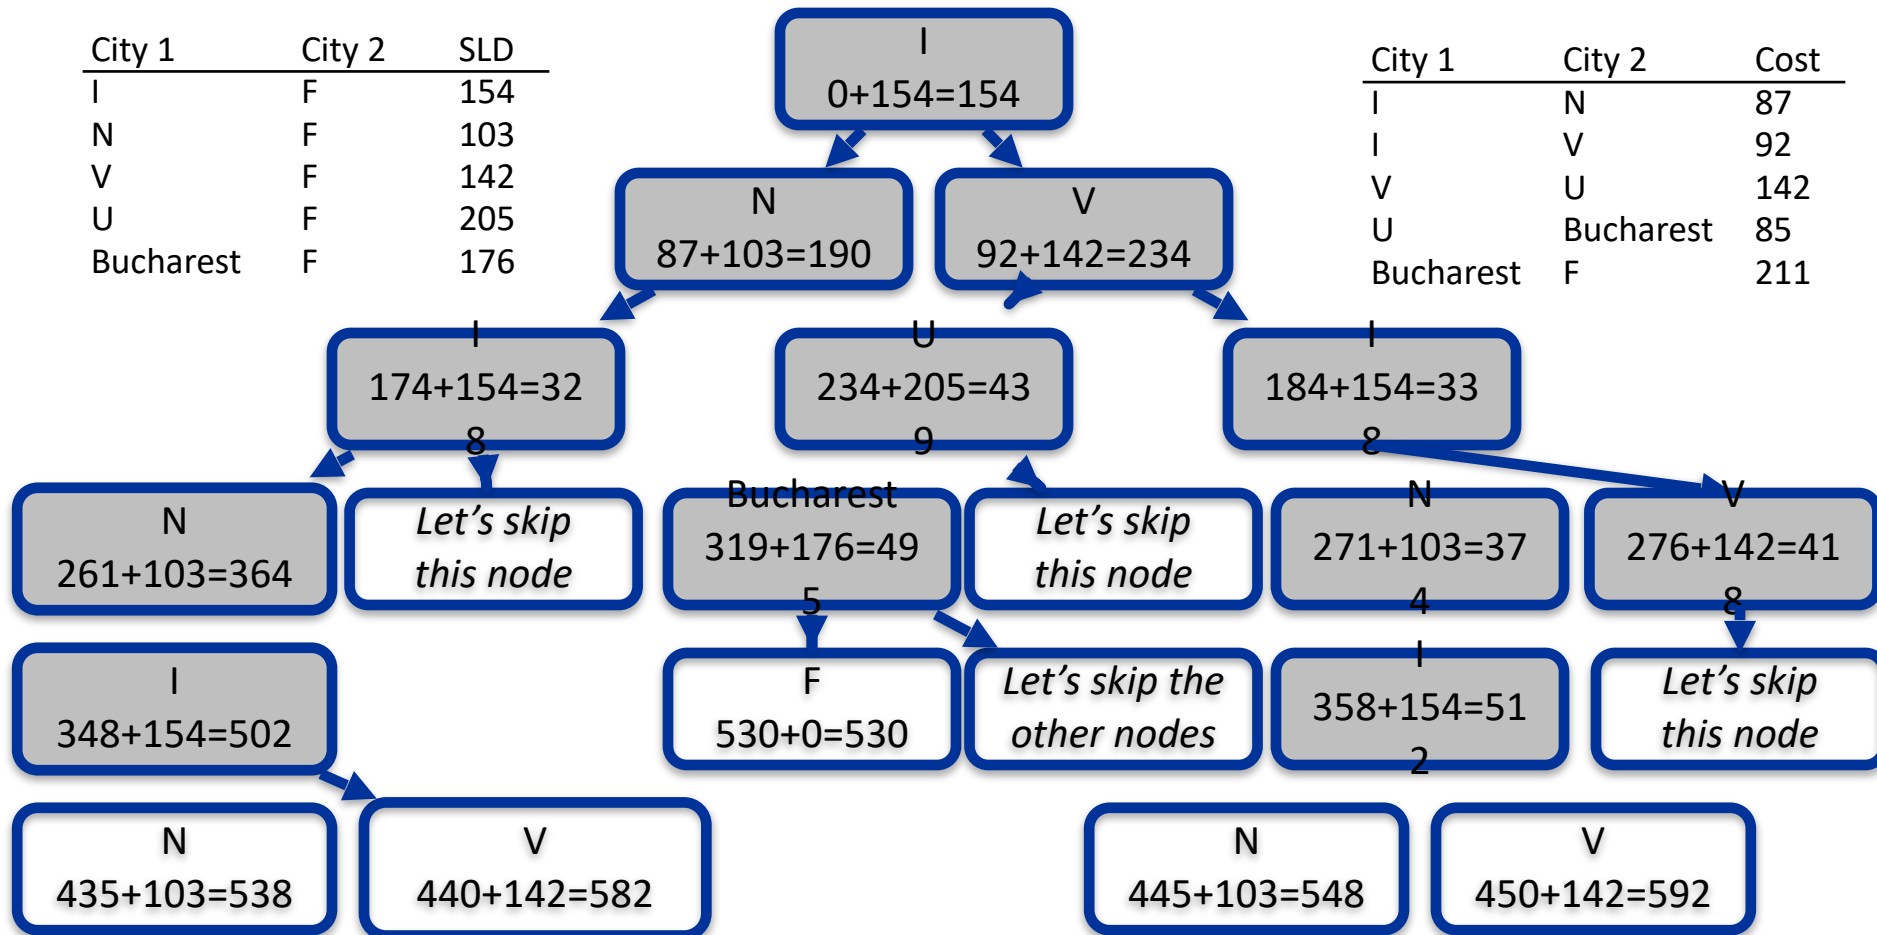 City 1 City 2 SLD
I F 154
N F 103
V F 142
U F 205
Bucharest F 176
City 1 City 2 Cost
I N 87
I V 92
V U 142
U Bucharest 85
Bucharest F 211
I
0+154=154
N
87+103=190
V
92+142=234
I
174+154=32
8
U
234+205=43
9
I
184+154=33
8
N
261+103=364
Let's skip
this node
Bucharest
319+176=49
5
Let's skip
this node
N
271+103=37
4
V
276+142=41
8
I
348+154=502
F
530+0=530
Let's skip the
other nodes
I
358+154=51
2
Let's skip
this node
N
435+103=538
V
440+142=582
N
445+103=548
V
450+142=592